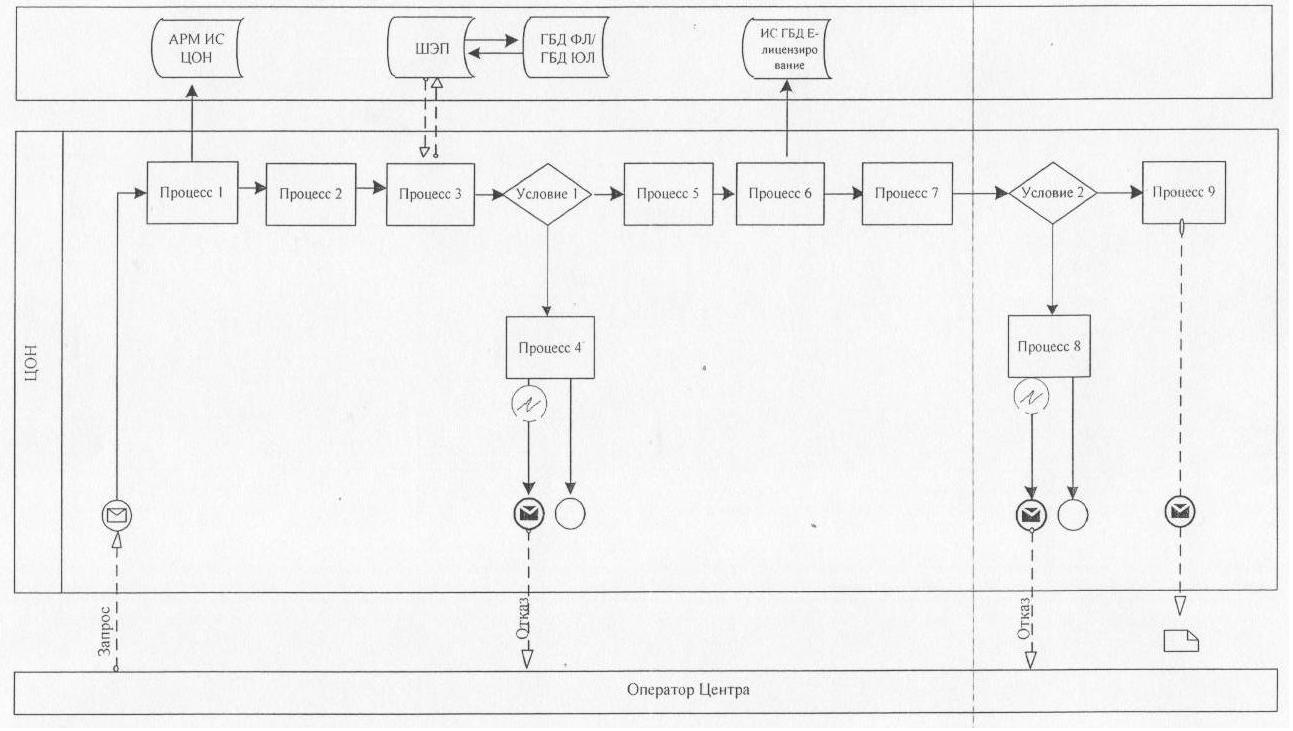 АРМ ИС
ЦОН
ШЭП
ГБД ФЛ/
ГБД ЮЛ
ИС ГБД Е-
лицензиро
вание
ЦОН
Процесс 1
Процесс 2
Процесс 3
Условие 1
Процесс 5
Процесс 6
Процесс 7
Условие 2
Процесс 9
Процесс 4
Процесс 8
Запрос
Отказ
Отказ
Оператор Центра